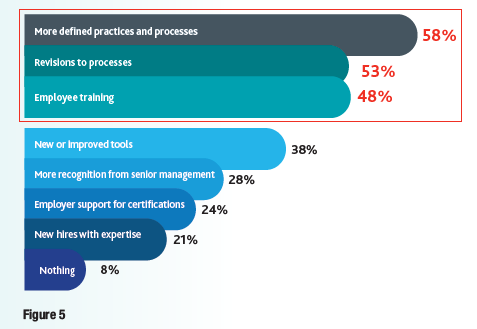 More defined practices and processes 58%
Revisions to processes 53%
Employee training 48%
New or improved tools 38%
More recognition from senior management 28%
Employer support for certifications 24%
New hires with expertise 21%
Nothing 8%
Figure 5